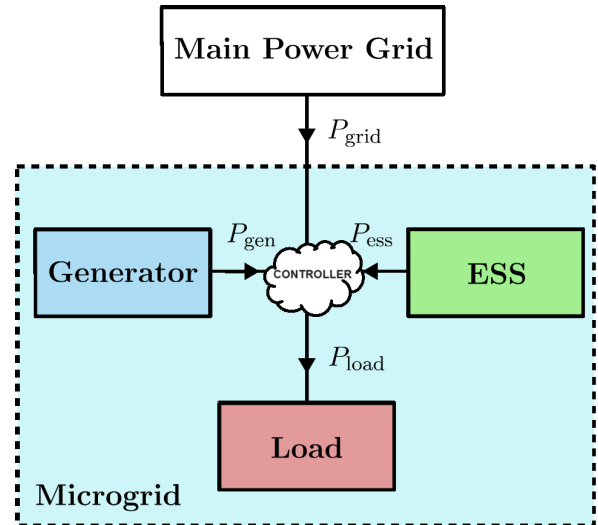 Main Power Grid
P_grid
P_gen
P_ess
Generator
CONTROLLER
ESS
P_load
Load
Microgrid